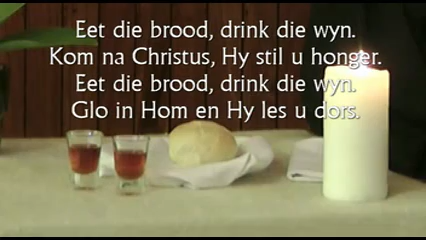 Eet die brood, drink die wyn.
Kom na Christus, Hy stil u honger.
Eet die brood, drink die wyn.
Glo in Hom en Hy les u dors.